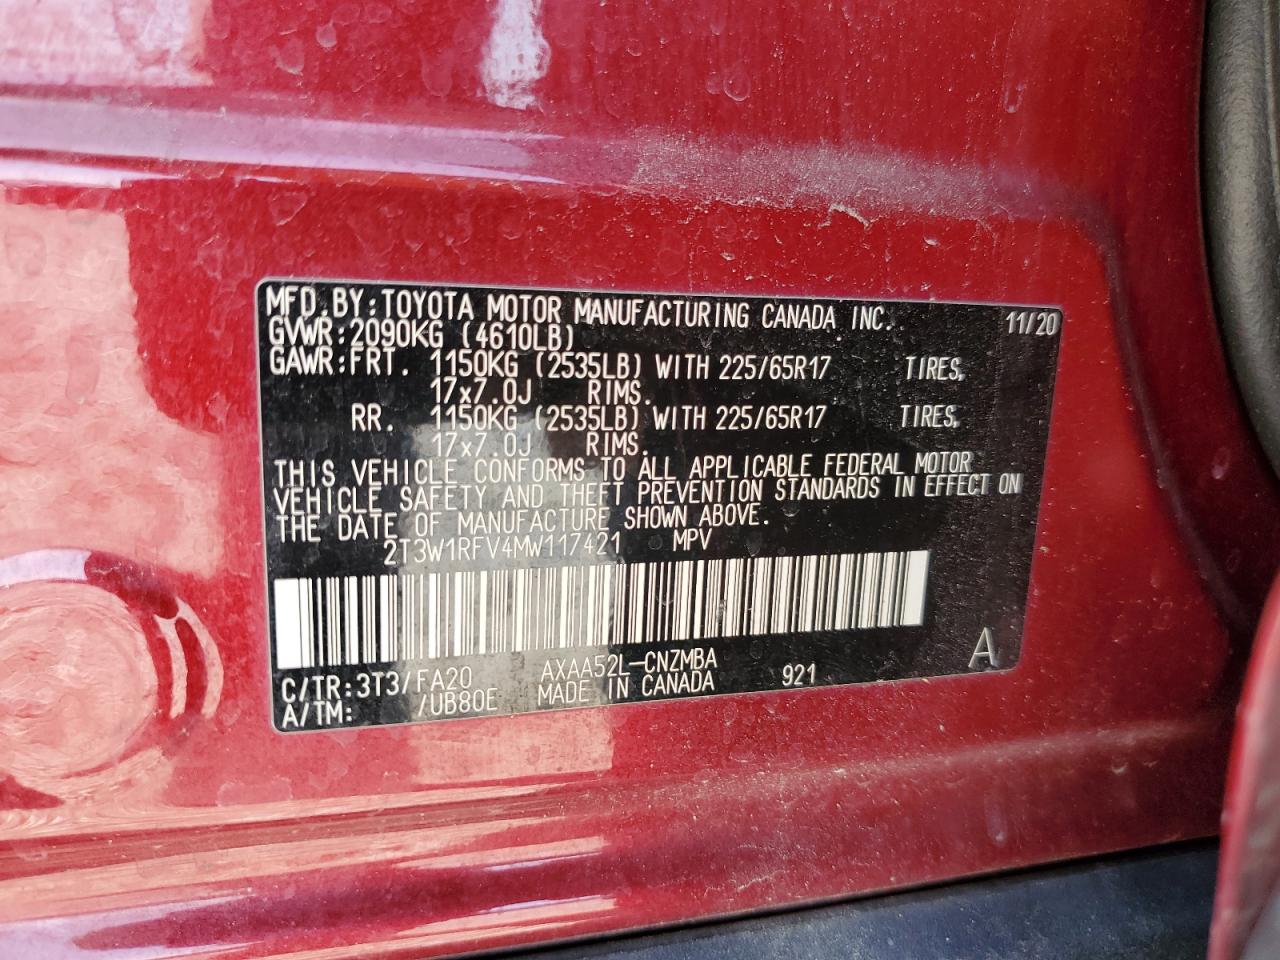 MFD.BY:TOYOTA MOTOR MANUFACTURING CANADA INC. 11/20
GVWR:2090KG (4610LB)
GAWR:FRT. 1150KG (2535LB) WITH 225/65R17 TIRES,
17x7.0J RIMS.
RR. 1150KG (2535LB) WITH 225/65R17 TIRES,
17x7.0J RIMS.
THIS VEHICLE CONFORMS TO ALL APPLICABLE FEDERAL MOTOR
VEHICLE SAFETY AND THEFT PREVENTION STANDARDS IN EFFECT ON
THE DATE OF MANUFACTURE SHOWN ABOVE.
2T3W1RFV4MW117421 MPV
C/TR:3T3/FA20 AXAA52L-CNZMBA 921
A/TM: /UB80E MADE IN CANADA
A